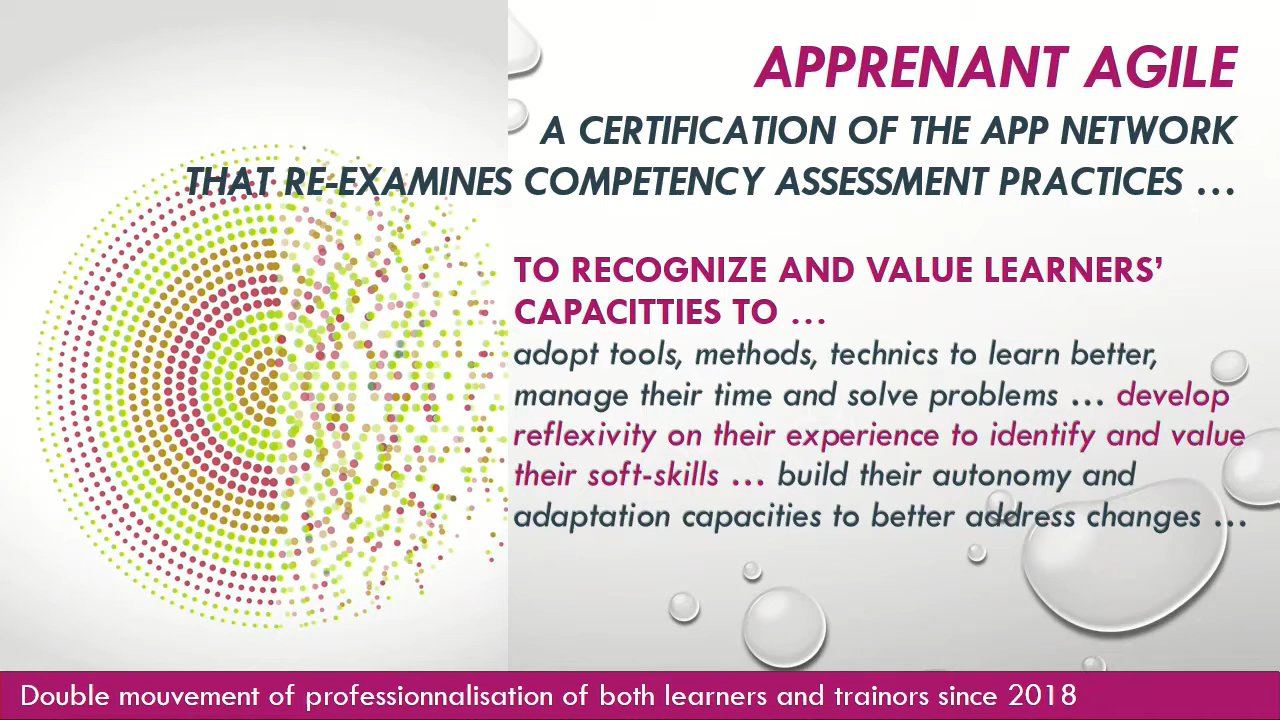 APPRENANT AGILE
A CERTIFICATION OF THE APP NETWORK
THAT RE-EXAMINES COMPETENCY ASSESSMENT PRACTICES …
TO RECOGNIZE AND VALUE LEARNERS’
CAPACITTIES TO …
adopt tools, methods, technics to learn better,
manage their time and solve problems … develop
reflexivity on their experience to identify and value
their soft-skills … build their autonomy and
adaptation capacities to better address changes …
Double mouvement of professionnalisation of both learners and trainors since 2018